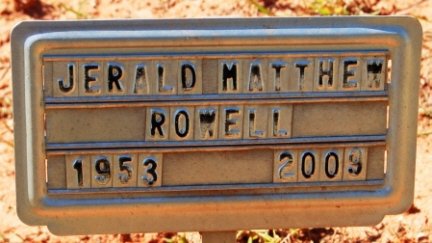 JERALD MATTHEW
ROWELL
1953 2009